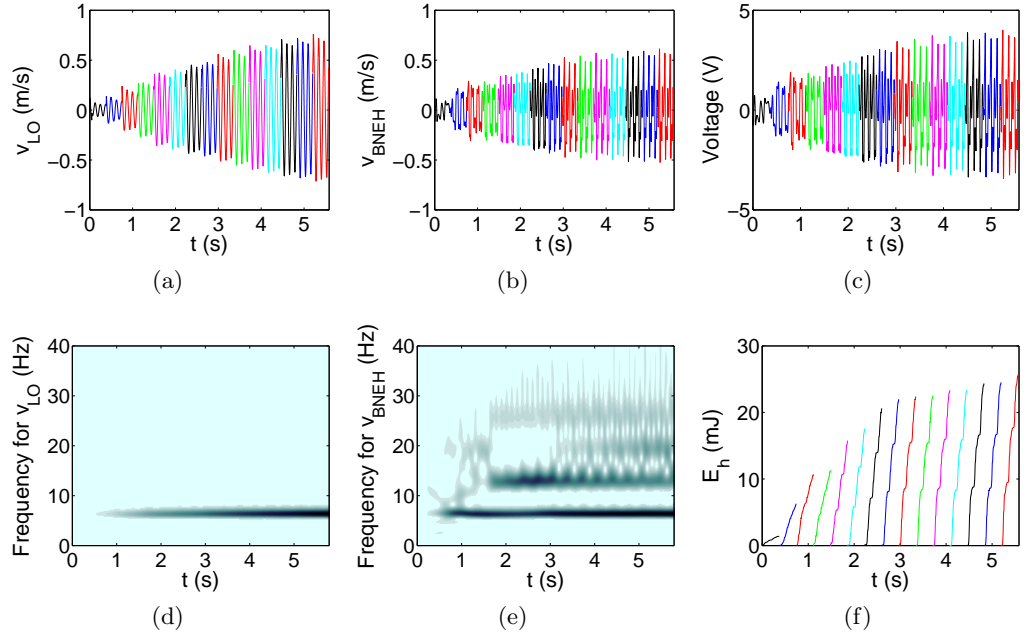 v_LO (m/s)
1
0.5
0
−0.5
−1
0 1 2 3 4 5
t (s)
(a)
v_BNEH (m/s)
1
0.5
0
−0.5
−1
0 1 2 3 4 5
t (s)
(b)
Voltage (V)
5
0
−5
0 1 2 3 4 5
t (s)
(c)
Frequency for v_LO (Hz)
40
30
20
10
0
1 2 3 4 5
t (s)
(d)
Frequency for v_BNEH (Hz)
40
30
20
10
0
1 2 3 4 5
t (s)
(e)
E_h (mJ)
30
20
10
0
0 1 2 3 4 5
t (s)
(f)